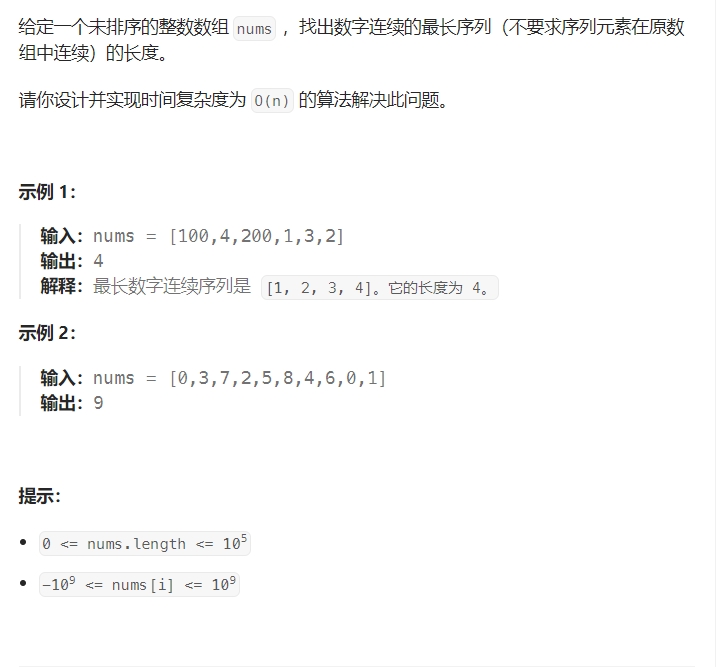 给定一个未排序的整数数组 nums ，找出数字连续的最长序列（不要求序列元素在原数
组中连续）的长度。
请你设计并实现时间复杂度为 O(n) 的算法解决此问题。
示例 1：
输入：nums = [100,4,200,1,3,2]
输出：4
解释：最长数字连续序列是 [1, 2, 3, 4]。它的长度为 4。
示例 2：
输入：nums = [0,3,7,2,5,8,4,6,0,1]
输出：9
提示：
• 0 <= nums.length <= 10⁵
• -10⁹ <= nums[i] <= 10⁹